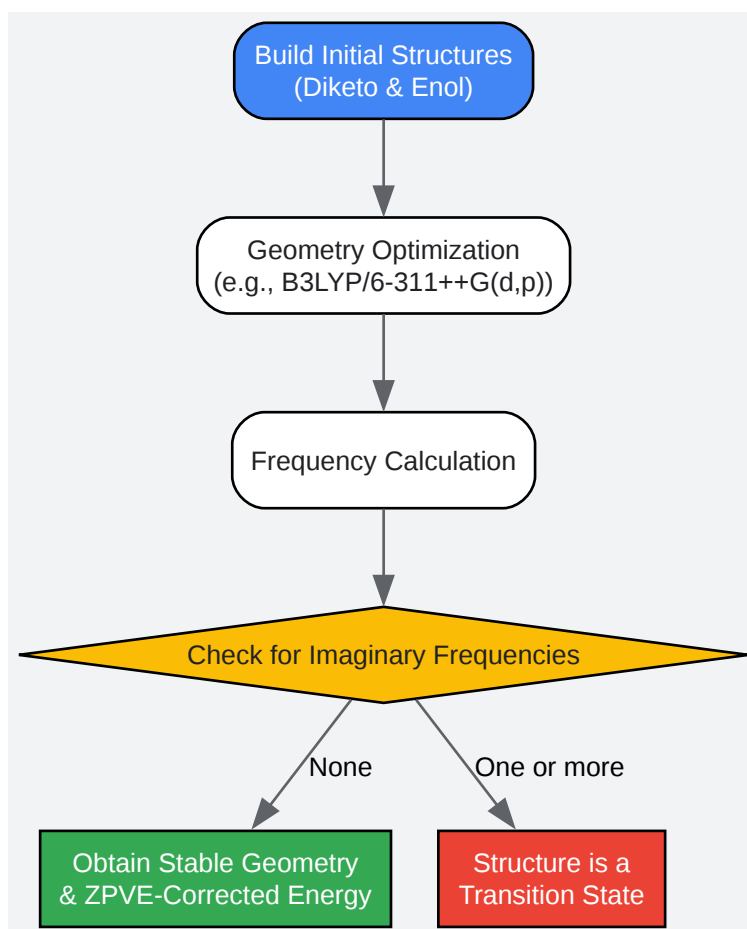 Build Initial Structures
(Diketo & Enol)
Geometry Optimization
(e.g., B3LYP/6-311++G(d,p))
Frequency Calculation
Check for Imaginary Frequencies
None
One or more
Obtain Stable Geometry
& ZPVE-Corrected Energy
Structure is a
Transition State